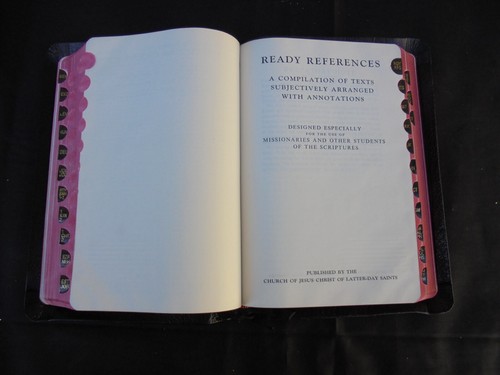 READY REFERENCES
A COMPILATION OF TEXTS
SUBJECTIVELY ARRANGED
WITH ANNOTATIONS
DESIGNED ESPECIALLY
FOR THE USE OF
MISSIONARIES AND OTHER STUDENTS
OF THE SCRIPTURES
PUBLISHED BY THE
CHURCH OF JESUS CHRIST OF LATTER-DAY SAINTS